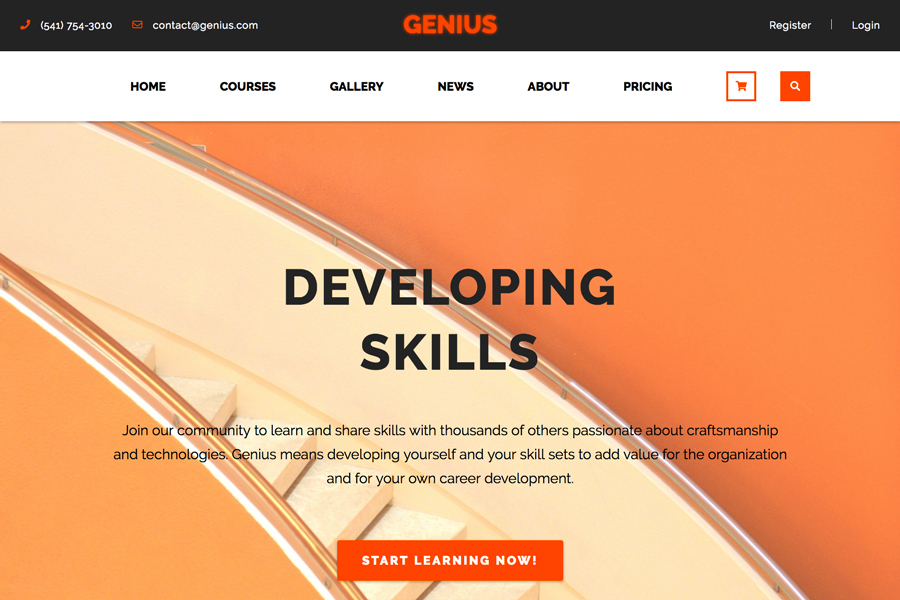 (541) 754-3010 contact@genius.com GENIUS Register | Login
HOME COURSES GALLERY NEWS ABOUT PRICING
DEVELOPING
SKILLS
Join our community to learn and share skills with thousands of others passionate about craftsmanship
and technologies. Genius means developing yourself and your skill sets to add value for the organization
and for your own career development.
START LEARNING NOW!